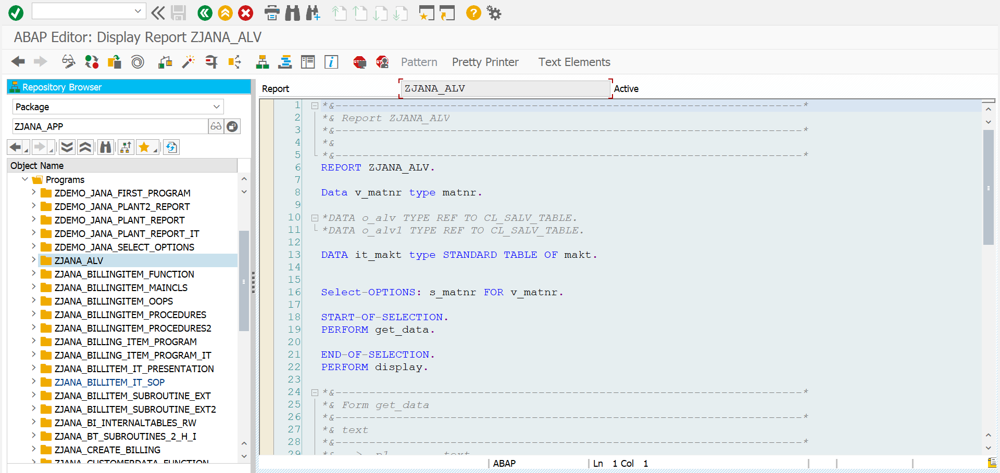 ABAP Editor: Display Report ZJANA_ALV
Pattern Pretty Printer Text Elements
Repository Browser
Package
ZJANA_APP
Object Name
Programs
ZDEMO_JANA_FIRST_PROGRAM
ZDEMO_JANA_PLANT2_REPORT
ZDEMO_JANA_PLANT_REPORT
ZDEMO_JANA_PLANT_REPORT_IT
ZDEMO_JANA_SELECT_OPTIONS
ZJANA_ALV
ZJANA_BILLINGITEM_FUNCTION
ZJANA_BILLINGITEM_MAINCLS
ZJANA_BILLINGITEM_OOPS
ZJANA_BILLINGITEM_PROCEDURES
ZJANA_BILLINGITEM_PROCEDURES2
ZJANA_BILLING_ITEM_PROGRAM
ZJANA_BILLING_ITEM_PROGRAM_IT
ZJANA_BILLITEM_IT_PRESENTATION
ZJANA_BILLITEM_IT_SOP
ZJANA_BILLITEM_SUBROUTINE_EXT
ZJANA_BILLITEM_SUBROUTINE_EXT2
ZJANA_BI_INTERNALTABLES_RW
ZJANA_BT_SUBROUTINES_2_H_I
ZJANA_CREATE_BILLING
ZJANA_CUSTOMERDATA_FUNCTION
Report ZJANA_ALV Active
1 *&---------------------------------------------------------------------*
2 *& Report ZJANA_ALV
3 *&---------------------------------------------------------------------*
4 *&
5 *&---------------------------------------------------------------------*
6 REPORT ZJANA_ALV.
7
8 Data v_matnr type matnr.
9
10 *DATA o_alv TYPE REF TO CL_SALV_TABLE.
11 *DATA o_alv1 TYPE REF TO CL_SALV_TABLE.
12
13 DATA it_makt type STANDARD TABLE OF makt.
14
15
16 Select-OPTIONS: s_matnr FOR v_matnr.
17
18 START-OF-SELECTION.
19 PERFORM get_data.
20
21 END-OF-SELECTION.
22 PERFORM display.
23
24 *&---------------------------------------------------------------------*
25 *& Form get_data
26 *&---------------------------------------------------------------------*
27 *& text
28 *&---------------------------------------------------------------------*
29 *& --> p1 text
ABAP Ln 1 Col 1